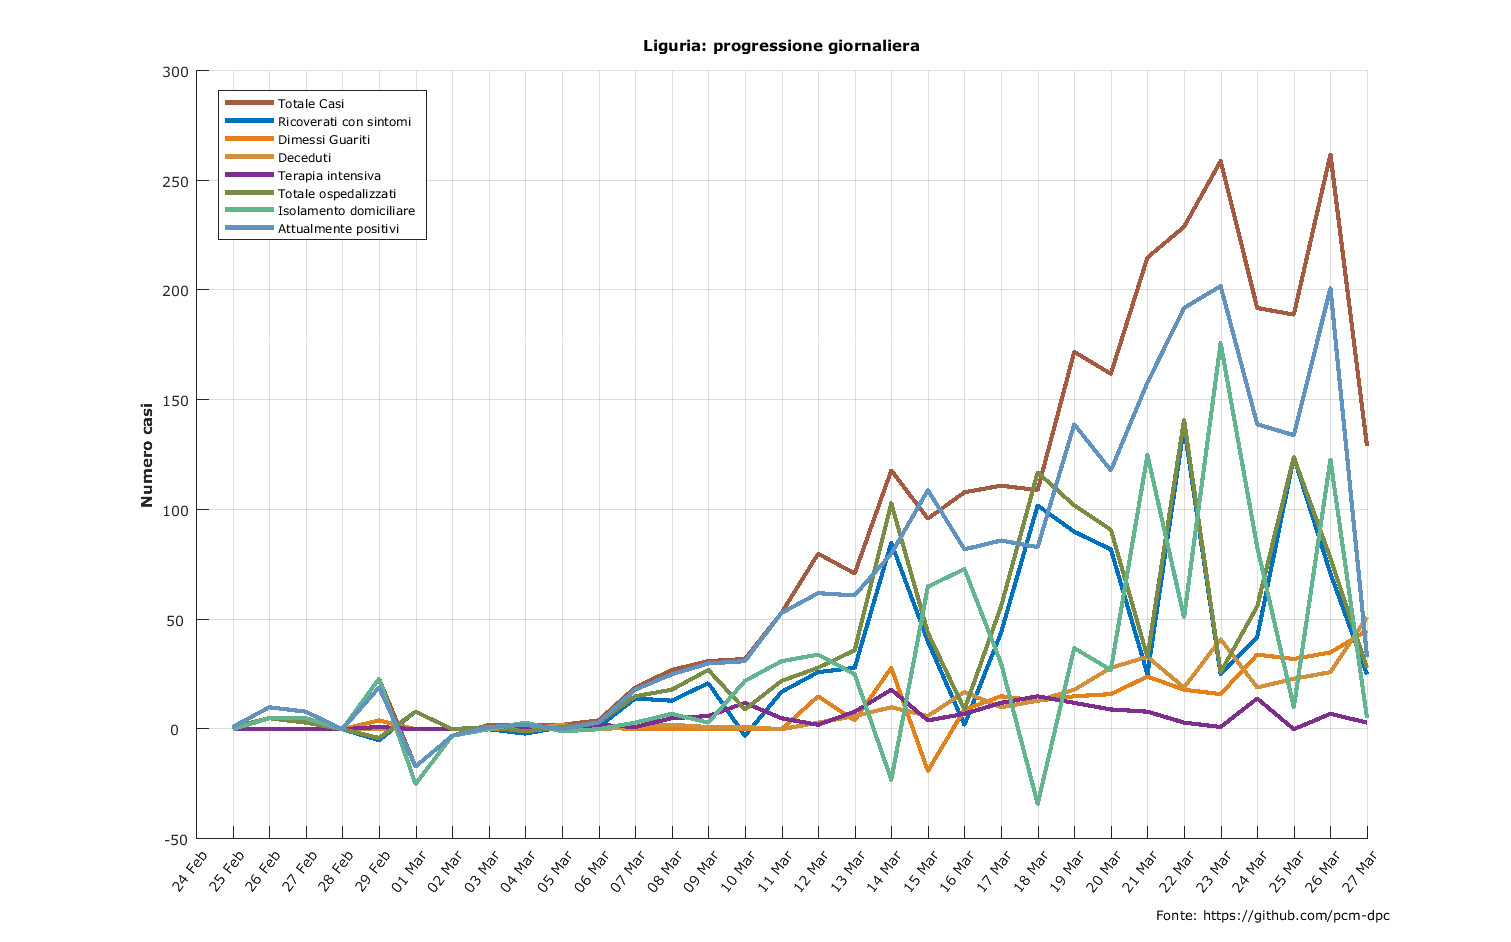 Liguria: progressione giornaliera
300
250
200
150
100
50
0
-50
Numero casi
Totale Casi
Ricoverati con sintomi
Dimessi Guariti
Deceduti
Terapia intensiva
Totale ospedalizzati
Isolamento domiciliare
Attualmente positivi
24 Feb
25 Feb
26 Feb
27 Feb
28 Feb
29 Feb
01 Mar
02 Mar
03 Mar
04 Mar
05 Mar
06 Mar
07 Mar
08 Mar
09 Mar
10 Mar
11 Mar
12 Mar
13 Mar
14 Mar
15 Mar
16 Mar
17 Mar
18 Mar
19 Mar
20 Mar
21 Mar
22 Mar
23 Mar
24 Mar
25 Mar
26 Mar
27 Mar
Fonte: https://github.com/pcm-dpc